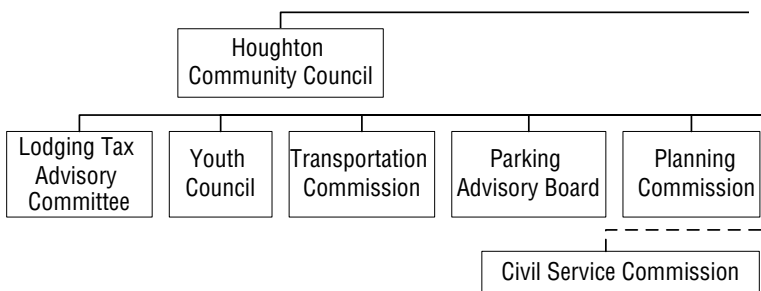 Houghton
Community Council
Lodging Tax
Advisory
Committee
Youth
Council
Transportation
Commission
Parking
Advisory Board
Planning
Commission
Civil Service Commission